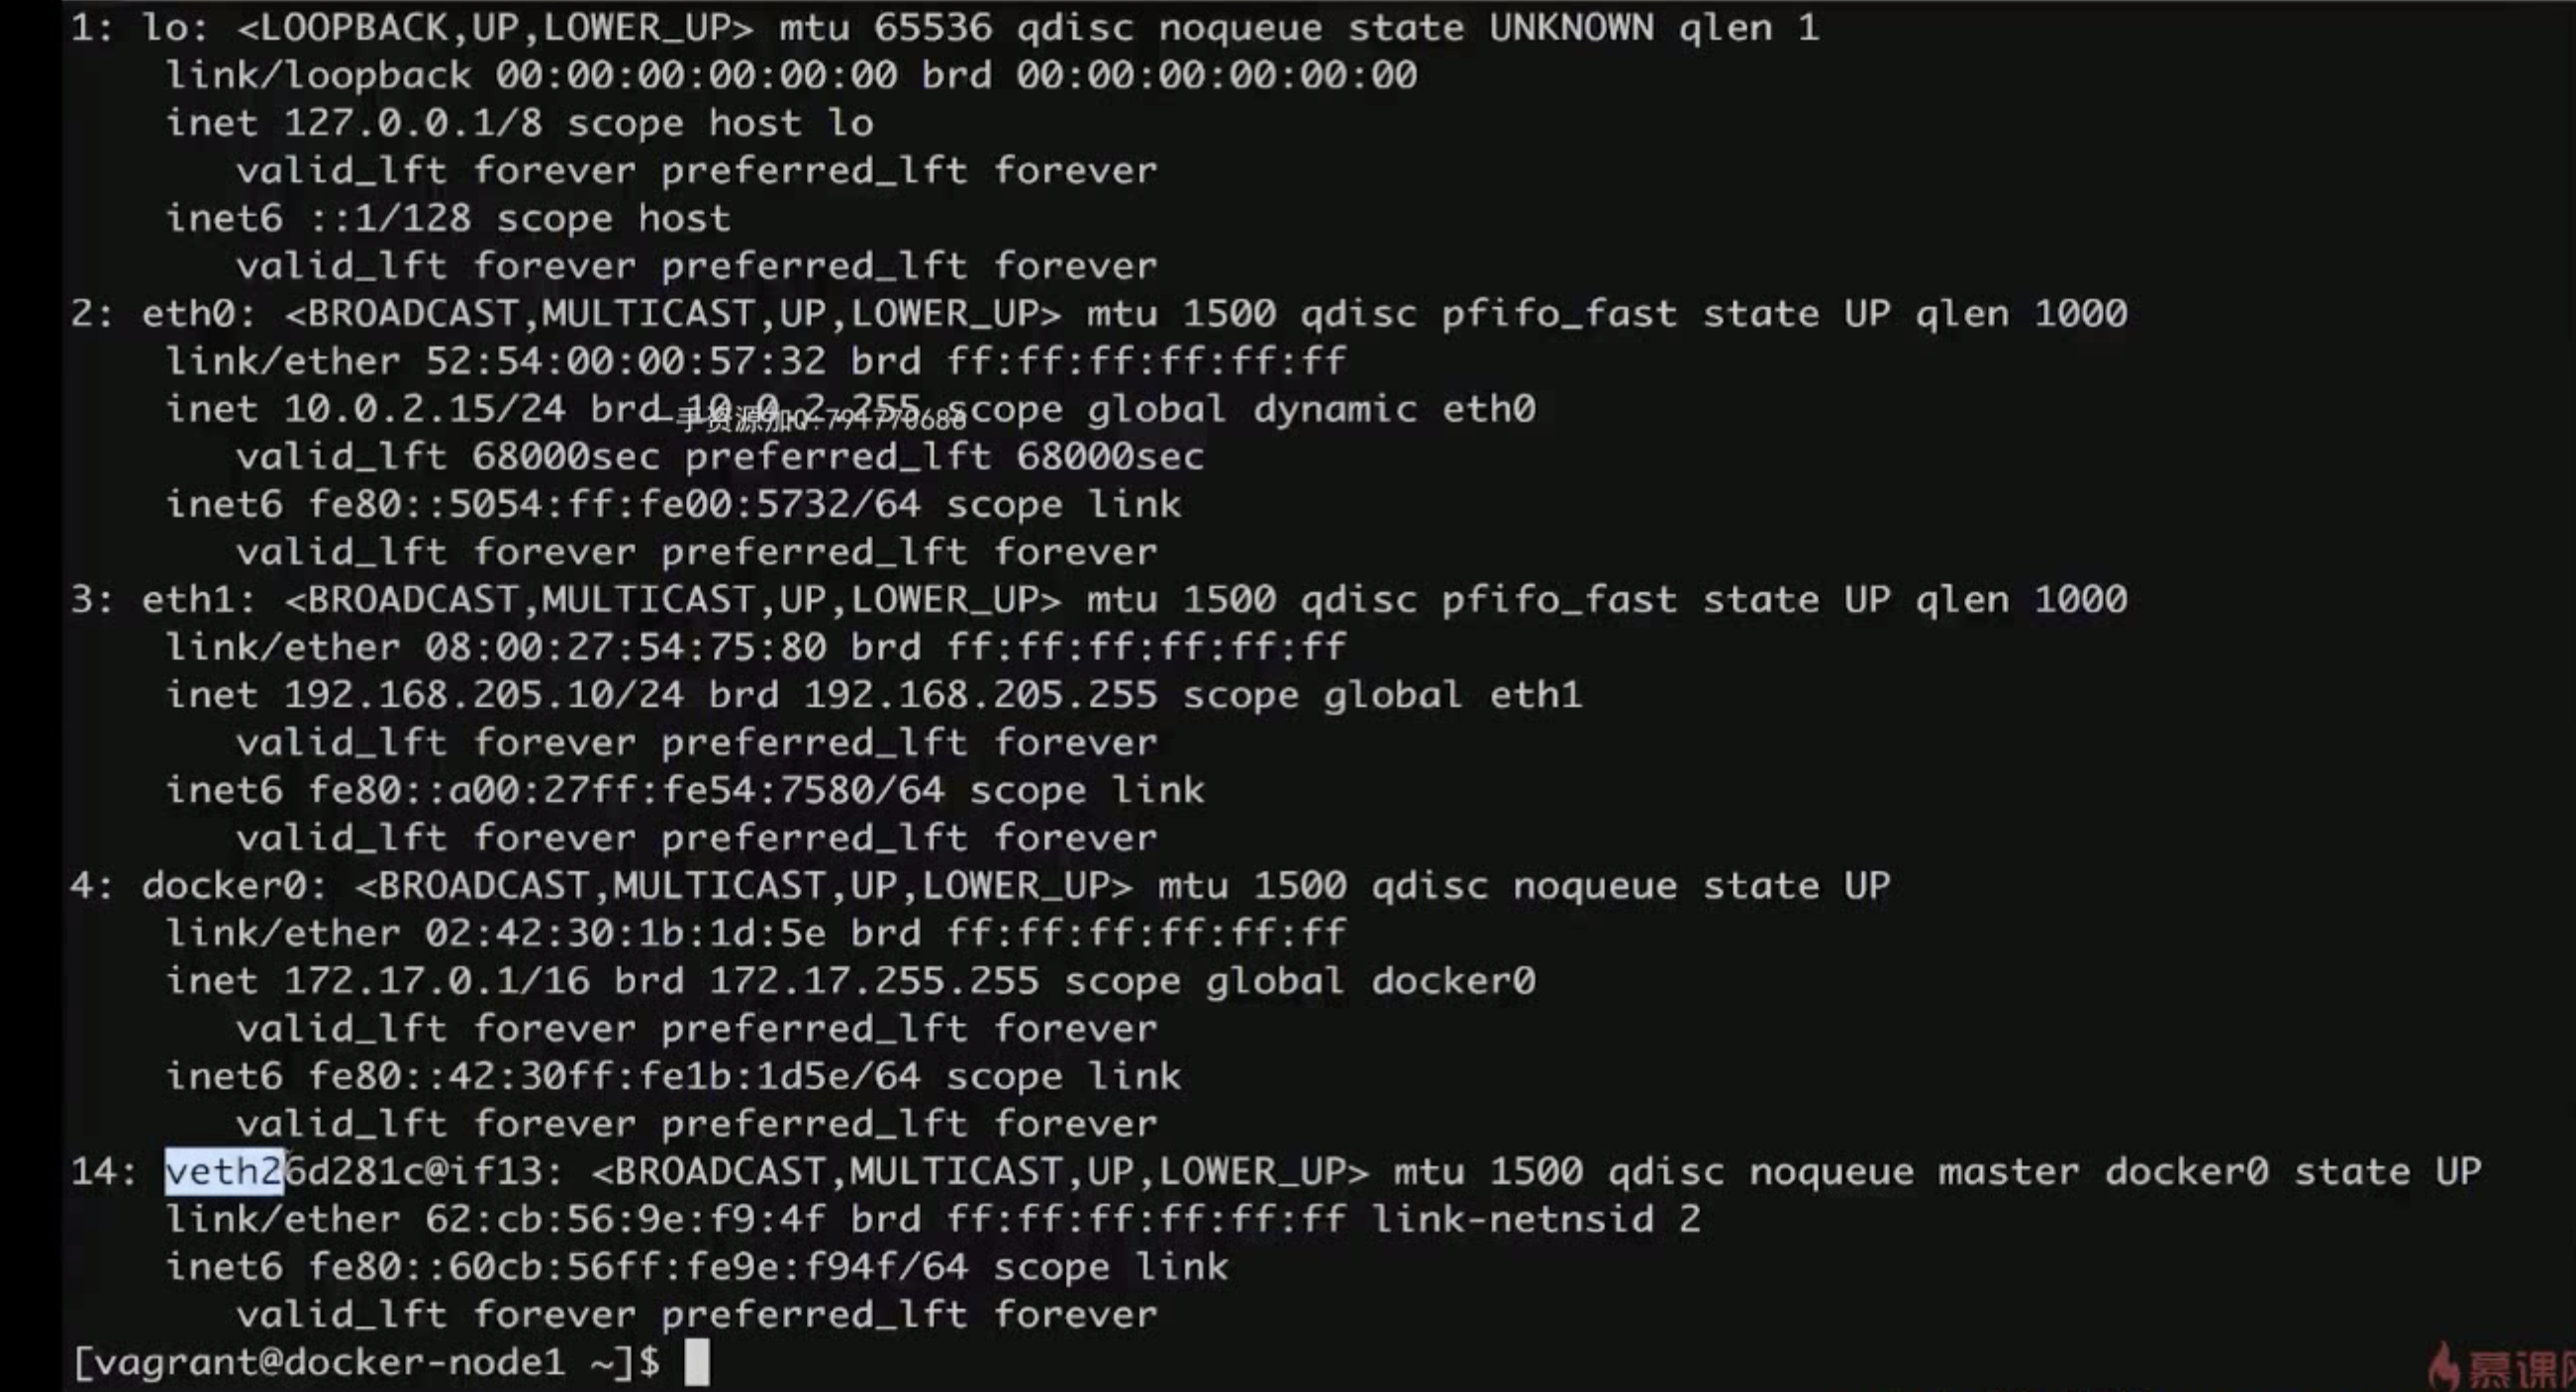 1: lo: <LOOPBACK,UP,LOWER_UP> mtu 65536 qdisc noqueue state UNKNOWN qlen 1
link/loopback 00:00:00:00:00:00 brd 00:00:00:00:00:00
inet 127.0.0.1/8 scope host lo
valid_lft forever preferred_lft forever
inet6 ::1/128 scope host
valid_lft forever preferred_lft forever
2: eth0: <BROADCAST,MULTICAST,UP,LOWER_UP> mtu 1500 qdisc pfifo_fast state UP qlen 1000
link/ether 52:54:00:00:57:32 brd ff:ff:ff:ff:ff:ff
inet 10.0.2.15/24 brd 10.0.2.255 scope global dynamic eth0
一手资源加Q:791770686
valid_lft 68000sec preferred_lft 68000sec
inet6 fe80::5054:ff:fe00:5732/64 scope link
valid_lft forever preferred_lft forever
3: eth1: <BROADCAST,MULTICAST,UP,LOWER_UP> mtu 1500 qdisc pfifo_fast state UP qlen 1000
link/ether 08:00:27:54:75:80 brd ff:ff:ff:ff:ff:ff
inet 192.168.205.10/24 brd 192.168.205.255 scope global eth1
valid_lft forever preferred_lft forever
inet6 fe80::a00:27ff:fe54:7580/64 scope link
valid_lft forever preferred_lft forever
4: docker0: <BROADCAST,MULTICAST,UP,LOWER_UP> mtu 1500 qdisc noqueue state UP
link/ether 02:42:30:1b:1d:5e brd ff:ff:ff:ff:ff:ff
inet 172.17.0.1/16 brd 172.17.255.255 scope global docker0
valid_lft forever preferred_lft forever
inet6 fe80::42:30ff:fe1b:1d5e/64 scope link
valid_lft forever preferred_lft forever
14: veth26d281c@if13: <BROADCAST,MULTICAST,UP,LOWER_UP> mtu 1500 qdisc noqueue master docker0 state UP
link/ether 62:cb:56:9e:f9:4f brd ff:ff:ff:ff:ff:ff link-netnsid 2
inet6 fe80::60cb:56ff:fe9e:f94f/64 scope link
valid_lft forever preferred_lft forever
[vagrant@docker-node1 ~]$
慕课网